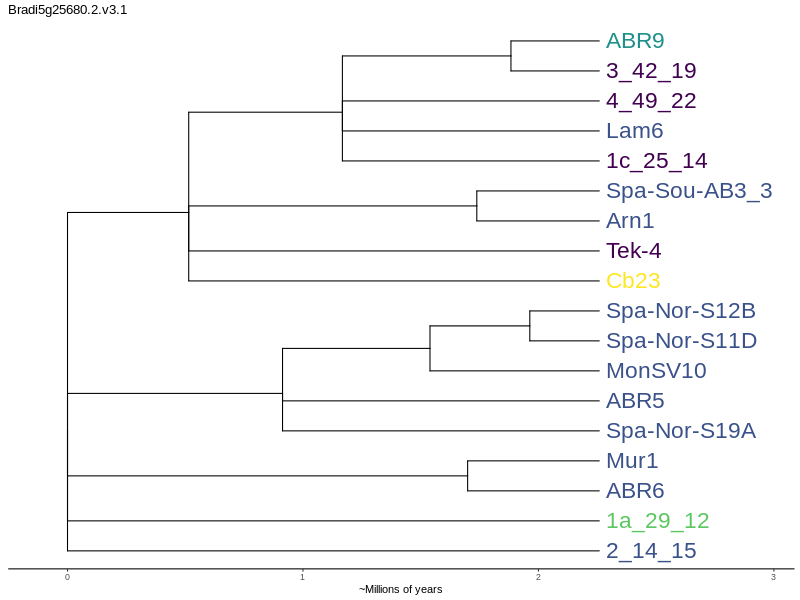 Bradi5g25680.2.v3.1
ABR9
3_42_19
4_49_22
Lam6
1c_25_14
Spa-Sou-AB3_3
Arn1
Tek-4
Cb23
Spa-Nor-S12B
Spa-Nor-S11D
MonSV10
ABR5
Spa-Nor-S19A
Mur1
ABR6
1a_29_12
2_14_15
0 1 2 3
~Millions of years